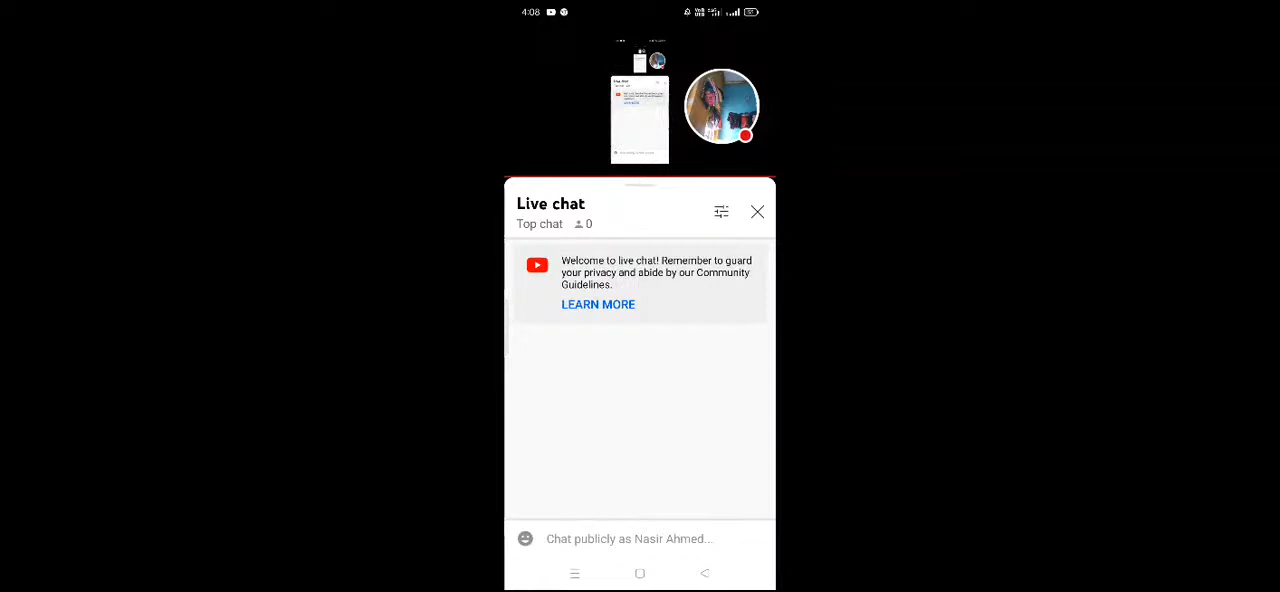 4:08
Live chat
Top chat 0
Welcome to live chat! Remember to guard
your privacy and abide by our Community
Guidelines.
LEARN MORE
Chat publicly as Nasir Ahmed...